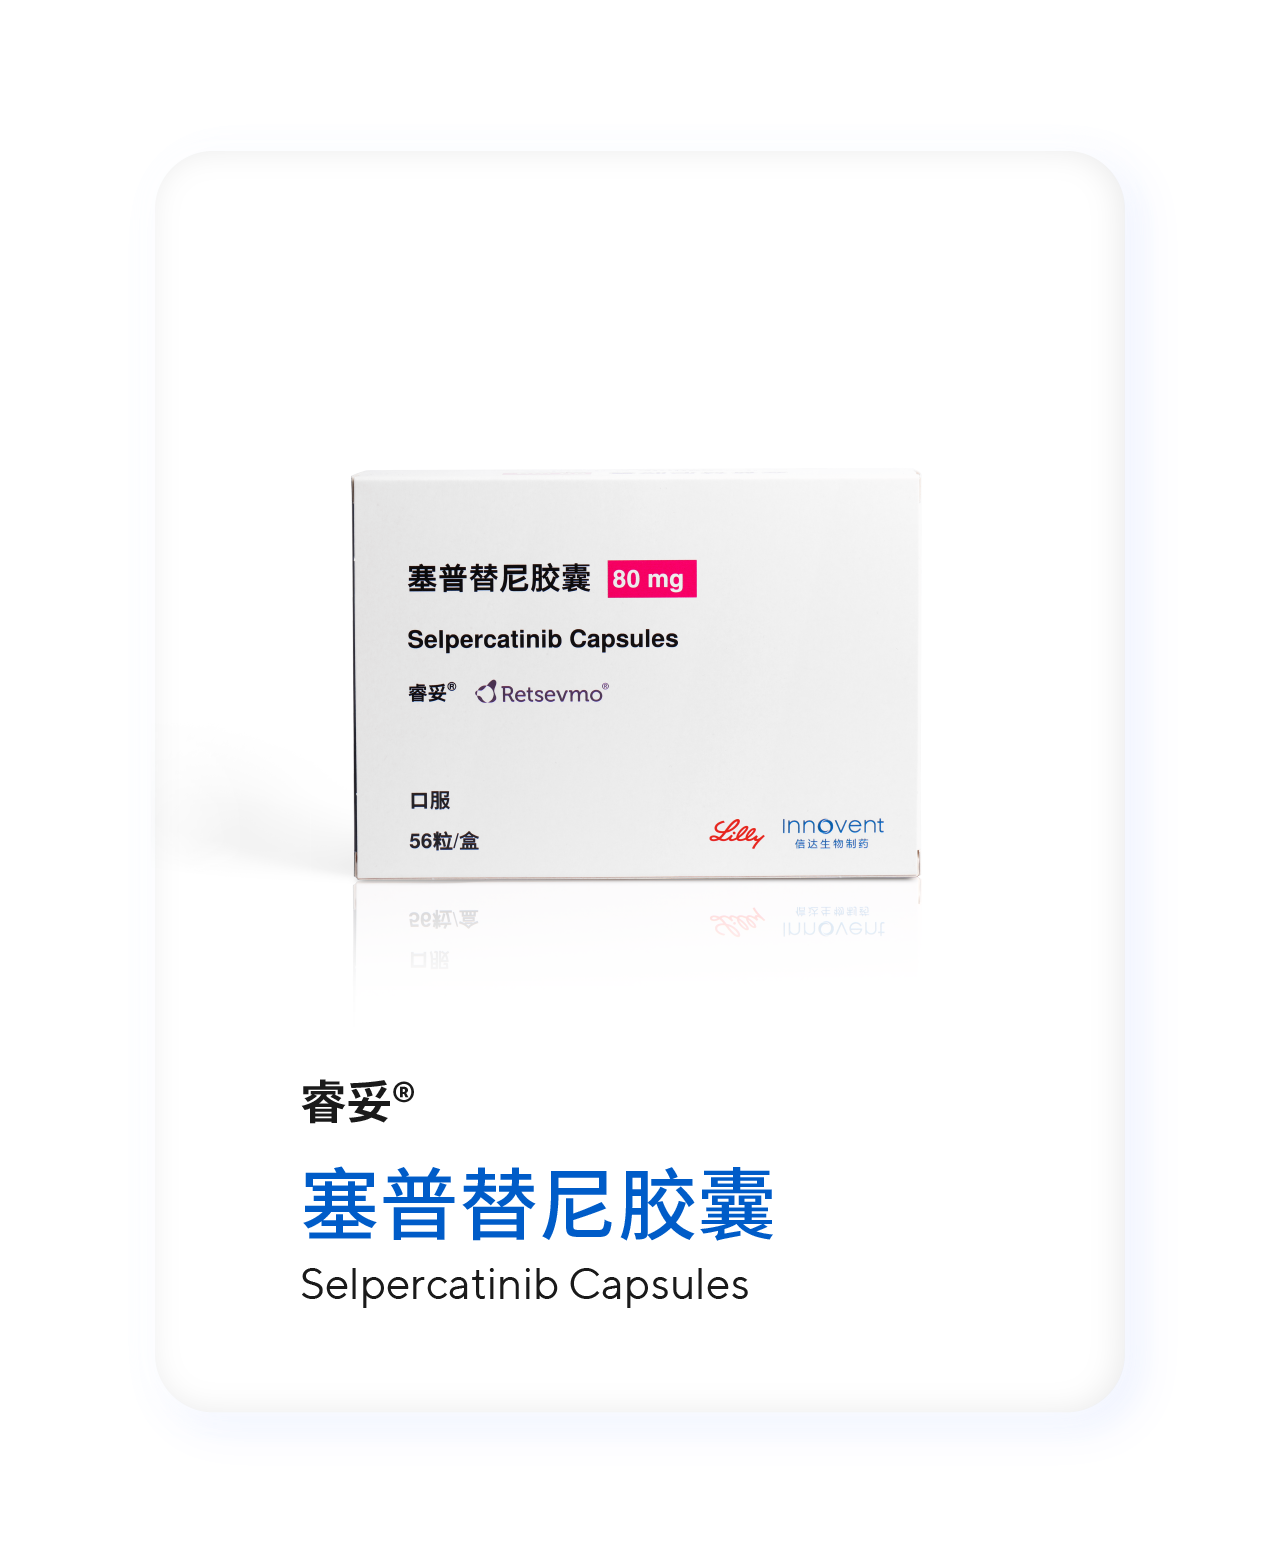 塞普替尼胶囊 80 mg
Selpercatinib Capsules
睿妥® Retsevmo®
口服
56粒/盒
Lilly Innovent
信达生物制药
睿妥®
塞普替尼胶囊
Selpercatinib Capsules